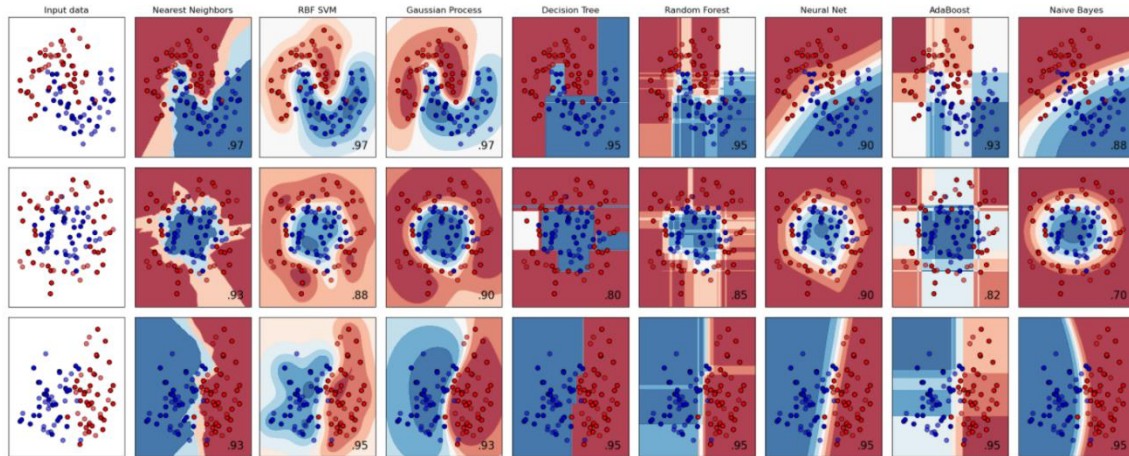 Input data Nearest Neighbors RBF SVM Gaussian Process Decision Tree Random Forest Neural Net AdaBoost Naive Bayes
.97 .97 .97 .95 .95 .90 .93 .88
.93 .88 .90 .80 .85 .90 .82 .70
.93 .95 .93 .95 .95 .95 .95 .95